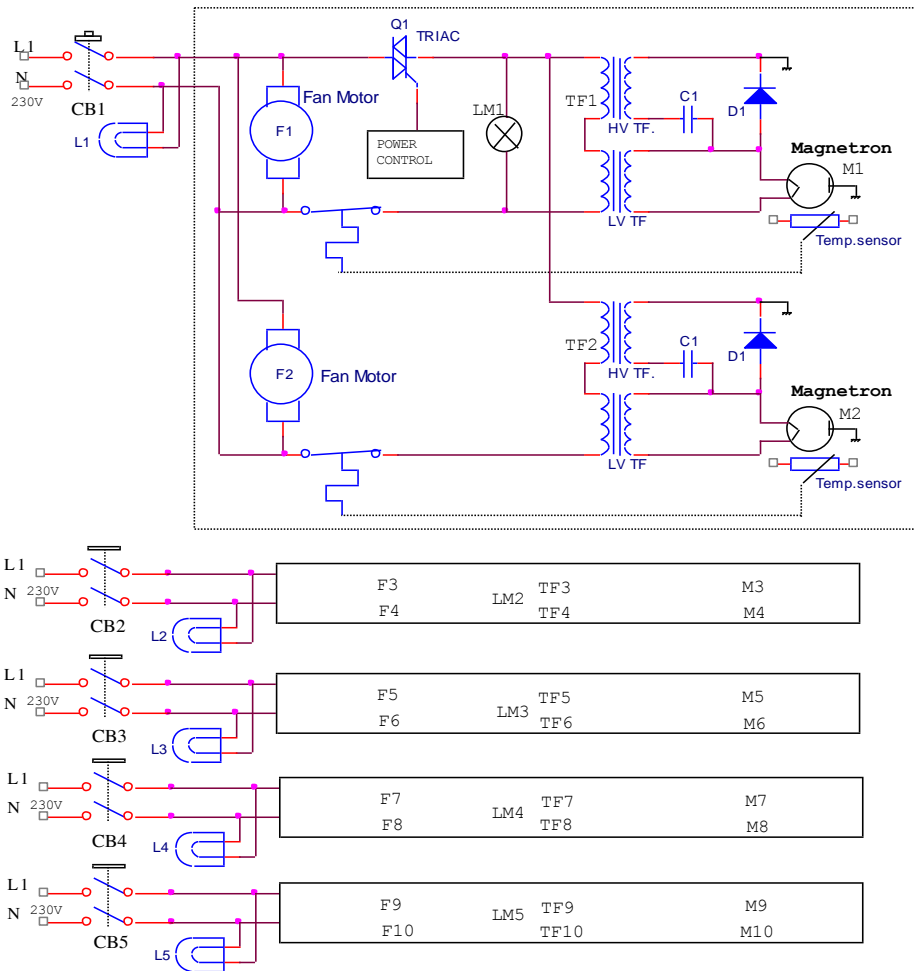 Q1
TRIAC
L1
N
230V
CB1
L1
Fan Motor
F1
POWER
CONTROL
LM1
TF1
HV TF.
C1
D1
LV TF
Magnetron
M1
Temp.sensor
F2
Fan Motor
TF2
HV TF.
C1
D1
LV TF
Magnetron
M2
Temp.sensor
L1
N 230V
CB2
L2
F3 LM2 TF3 M3
F4 TF4 M4
L1
N 230V
CB3
L3
F5 LM3 TF5 M5
F6 TF6 M6
L1
N 230V
CB4
L4
F7 LM4 TF7 M7
F8 TF8 M8
L1
N 230V
CB5
L5
F9 LM5 TF9 M9
F10 TF10 M10